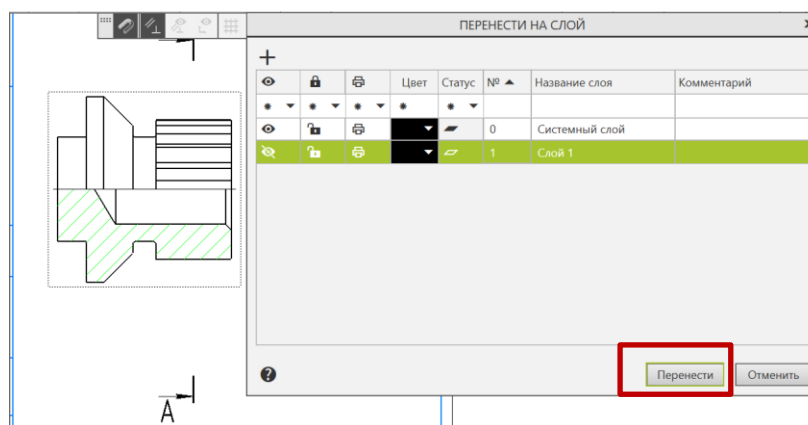 ПЕРЕНЕСТИ НА СЛОЙ
Цвет Статус № Название слоя Комментарий
0 Системный слой
1 Слой 1
Перенести Отменить
А